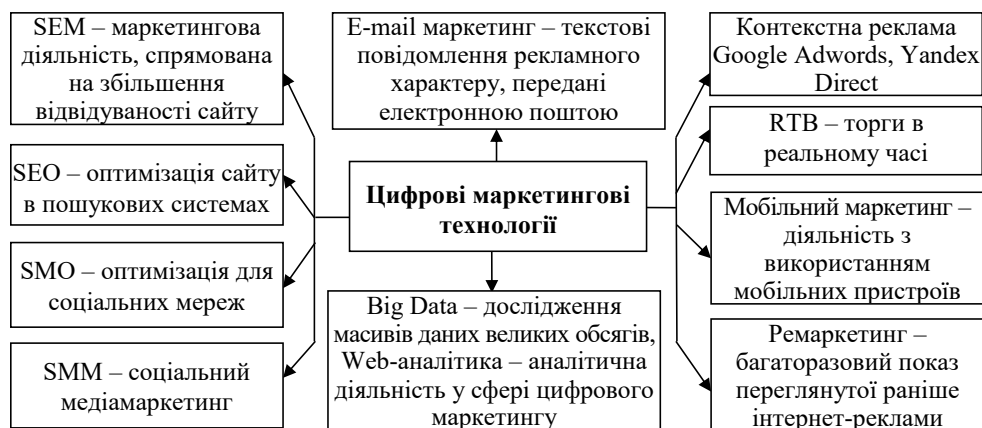 SEM – маркетингова
діяльність, спрямована
на збільшення
відвідуваності сайту
SEO – оптимізація сайту
в пошукових системах
SMO – оптимізація для
соціальних мереж
SMM – соціальний
медіамаркетинг
E-mail маркетинг – текстові
повідомлення рекламного
характеру, передані
електронною поштою
Цифрові маркетингові
технології
Big Data – дослідження
масивів даних великих обсягів,
Web-аналітика – аналітична
діяльність у сфері цифрового
маркетингу
Контекстна реклама
Google Adwords, Yandex
Direct
RTB – торги в
реальному часі
Мобільний маркетинг –
діяльність з
використанням
мобільних пристроїв
Ремаркетинг –
багаторазовий показ
переглянутої раніше
інтернет-реклами